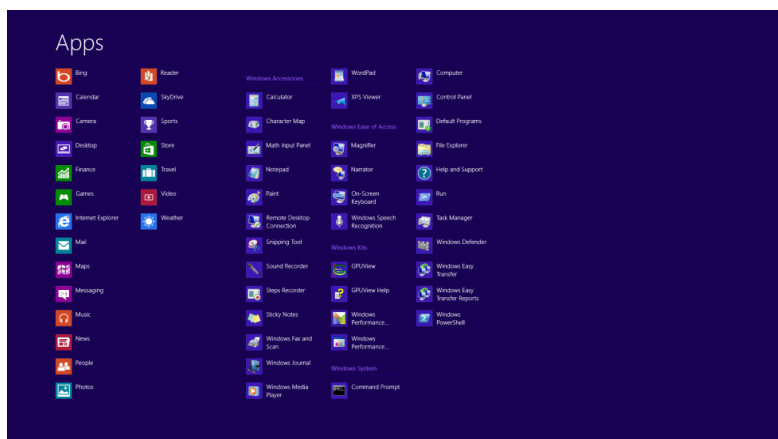 Apps
Bing
Calendar
Camera
Desktop
Finance
Games
Internet Explorer
Mail
Maps
Messaging
Music
News
People
Photos
Reader
SkyDrive
Sports
Store
Travel
Video
Weather
Windows Accessories
Calculator
Character Map
Math Input Panel
Notepad
Paint
Remote Desktop
Connection
Snipping Tool
Sound Recorder
Steps Recorder
Sticky Notes
Windows Fax and
Scan
Windows Journal
Windows Media
Player
WordPad
XPS Viewer
Windows Ease of Access
Magnifier
Narrator
On-Screen
Keyboard
Windows Speech
Recognition
Windows Kits
GPUView
GPUView Help
Windows
Performance...
Windows
Performance...
Windows System
Command Prompt
Computer
Control Panel
Default Programs
File Explorer
Help and Support
Run
Task Manager
Windows Defender
Windows Easy
Transfer
Windows Easy
Transfer Reports
Windows
PowerShell